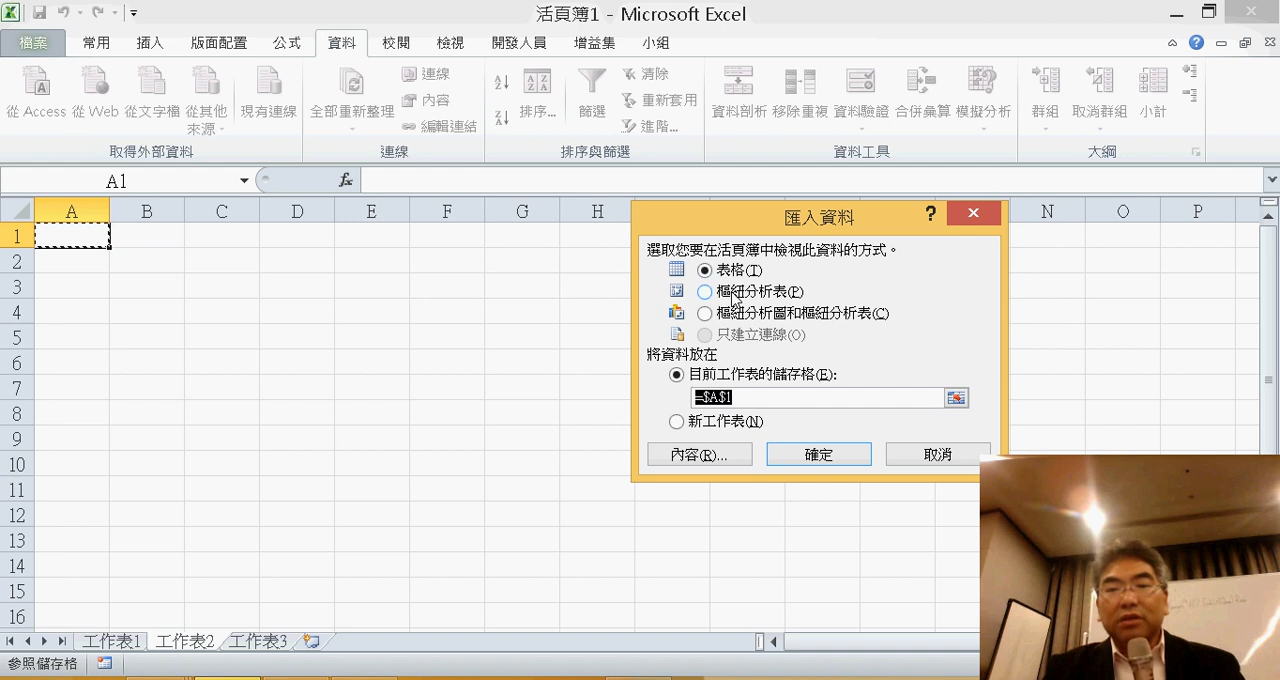 活頁簿1 - Microsoft Excel
檔案 常用 插入 版面配置 公式 資料 校閱 檢視 開發人員 增益集 小組
從 Access 從 Web 從文字檔 從其他來源 現有連線
取得外部資料
全部重新整理 連線 內容 編輯連結
連線
排序... 篩選 清除 重新套用 進階...
排序與篩選
資料剖析 移除重複 資料驗證 合併彙算 模擬分析
資料工具
群組 取消群組 小計
大綱
A1 fx
A B C D E F G H N O P
1
2
3
4
5
6
7
8
9
10
11
12
13
14
15
16
匯入資料
選取您要在活頁簿中檢視此資料的方式。
表格(T)
樞紐分析表(P)
樞紐分析圖和樞紐分析表(C)
只建立連線(O)
將資料放在
目前工作表的儲存格(E):
=$A$1
新工作表(N)
內容(R)... 確定 取消
工作表1 工作表2 工作表3
參照儲存格